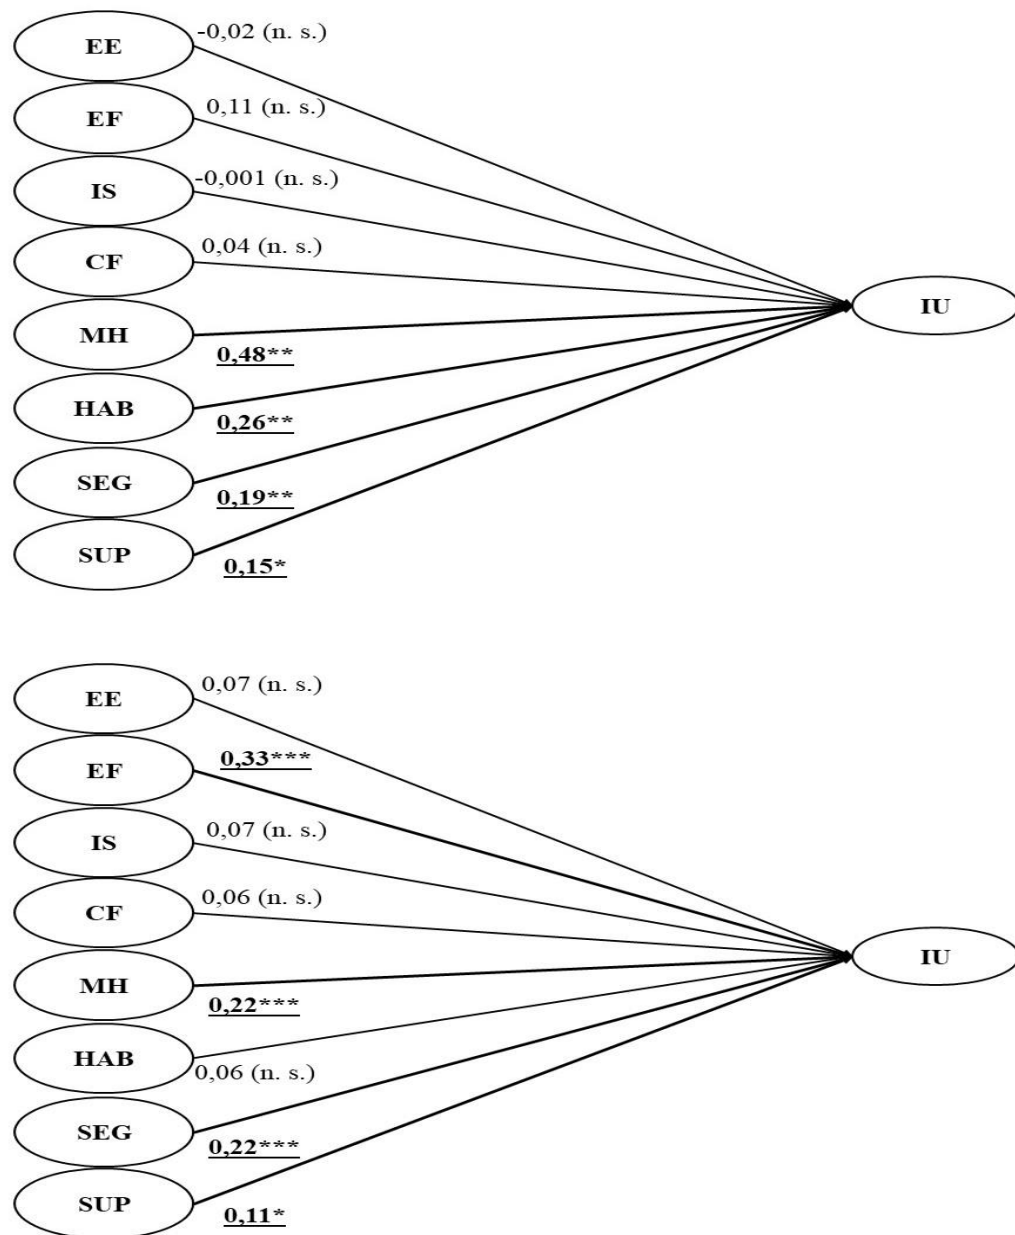 EE -0,02 (n. s.)
EF 0,11 (n. s.)
IS -0,001 (n. s.)
CF 0,04 (n. s.)
IU
MH
0,48**
HAB
0,26**
SEG
0,19**
SUP
0,15*
EE 0,07 (n. s.)
0,33***
EF
IS 0,07 (n. s.)
CF 0,06 (n. s.)
IU
MH
0,22***
HAB
0,06 (n. s.)
SEG
0,22***
SUP
0,11*